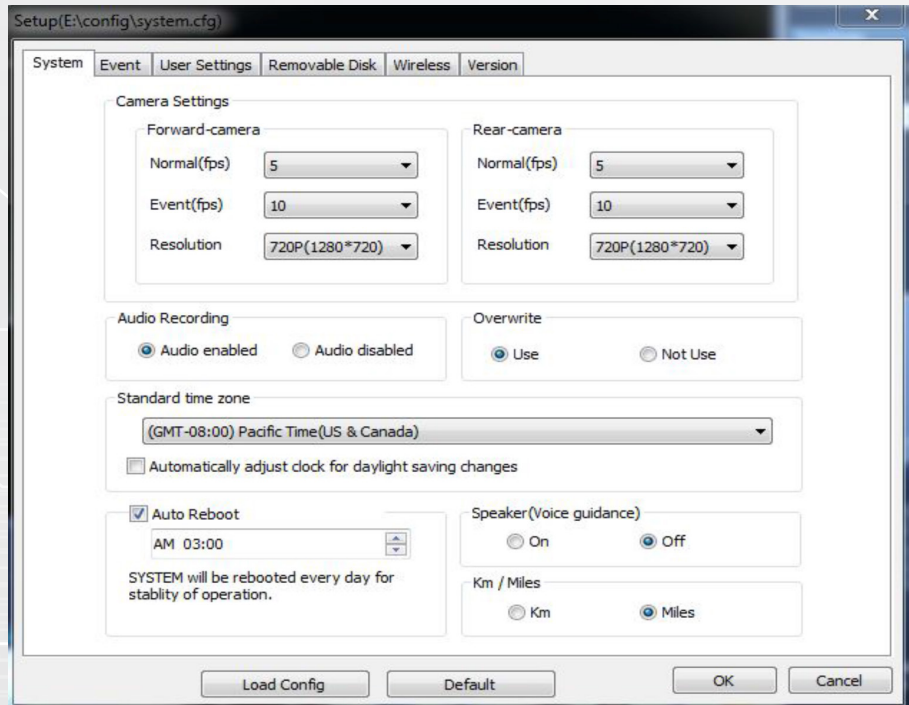 Setup(E:\config\system.cfg)
System Event User Settings Removable Disk Wireless Version
Camera Settings
Forward-camera
Normal(fps) 5
Event(fps) 10
Resolution 720P(1280*720)
Rear-camera
Normal(fps) 5
Event(fps) 10
Resolution 720P(1280*720)
Audio Recording
Audio enabled Audio disabled
Overwrite
Use Not Use
Standard time zone
(GMT-08:00) Pacific Time(US & Canada)
Automatically adjust clock for daylight saving changes
Auto Reboot
AM 03:00
SYSTEM will be rebooted every day for
stablity of operation.
Speaker(Voice guidance)
On Off
Km / Miles
Km Miles
Load Config Default OK Cancel